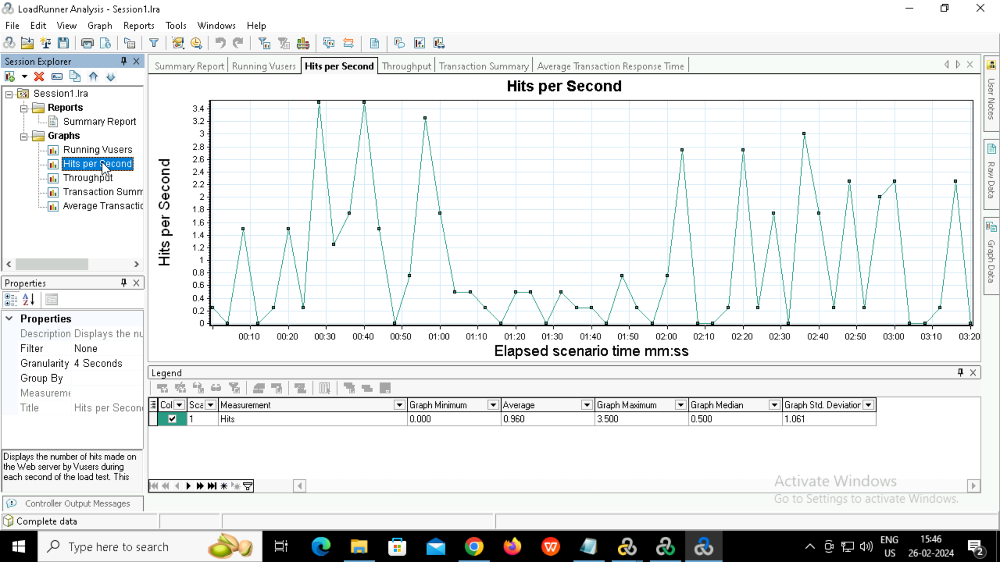 LoadRunner Analysis - Session1.lra
File Edit View Graph Reports Tools Windows Help
Session Explorer
Session1.lra
Reports
Summary Report
Graphs
Running Vusers
Hits per Second
Throughput
Transaction Summ
Average Transactic
Properties
Properties
Description Displays the nu
Filter None
Granularity 4 Seconds
Group By
Measureme
Title Hits per Secon
Displays the number of hits made on
the Web server by Vusers during
each second of the load test. This
Controller Output Messages
Complete data
Summary Report Running Vusers Hits per Second Throughput Transaction Summary Average Transaction Response Time
Hits per Second
Hits per Second
3.4
3.2
3
2.8
2.6
2.4
2.2
2
1.8
1.6
1.4
1.2
1
0.8
0.6
0.4
0.2
0
00:10 00:20 00:30 00:40 00:50 01:00 01:10 01:20 01:30 01:40 01:50 02:00 02:10 02:20 02:30 02:40 02:50 03:00 03:10 03:20
Elapsed scenario time mm:ss
Legend
Col Sca Measurement Graph Minimum Average Graph Maximum Graph Median Graph Std. Deviation
1 Hits 0.000 0.960 3.500 0.500 1.061
User Notes
Raw Data
Graph Data
Activate Windows
Go to Settings to activate Windows.
Type here to search
ENG
US
15:46
26-02-2024
2